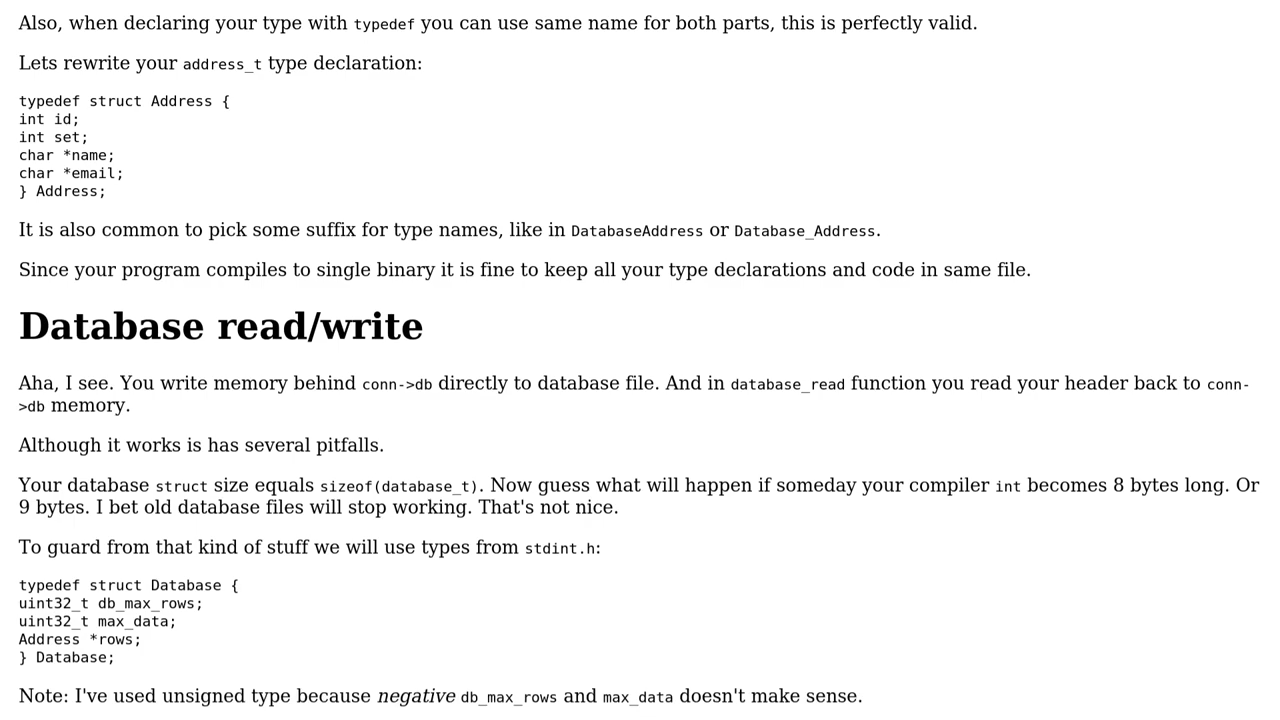 Also, when declaring your type with typedef you can use same name for both parts, this is perfectly valid.
Lets rewrite your address_t type declaration:
typedef struct Address {
int id;
int set;
char *name;
char *email;
} Address;
It is also common to pick some suffix for type names, like in DatabaseAddress or Database_Address.
Since your program compiles to single binary it is fine to keep all your type declarations and code in same file.
Database read/write
Aha, I see. You write memory behind conn->db directly to database file. And in database_read function you read your header back to conn-
>db memory.
Although it works is has several pitfalls.
Your database struct size equals sizeof(database_t). Now guess what will happen if someday your compiler int becomes 8 bytes long. Or
9 bytes. I bet old database files will stop working. That's not nice.
To guard from that kind of stuff we will use types from stdint.h:
typedef struct Database {
uint32_t db_max_rows;
uint32_t max_data;
Address *rows;
} Database;
Note: I've used unsigned type because negative db_max_rows and max_data doesn't make sense.